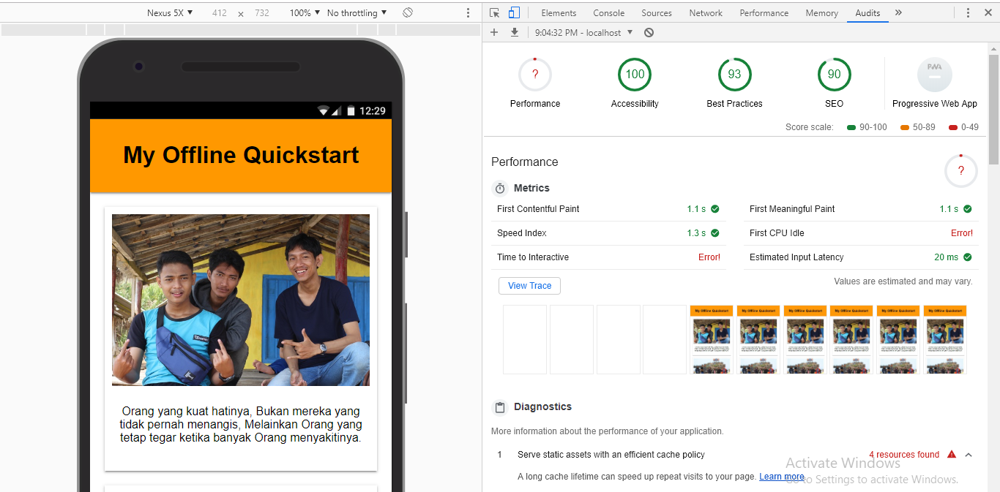 Nexus 5X ▼ 412 × 732 100% ▼ No throttling ▼
Elements Console Sources Network Performance Memory Audits »
9:04:32 PM - localhost ▼
12:29
My Offline Quickstart
Orang yang kuat hatinya, Bukan mereka yang
tidak pernah menangis, Melainkan Orang yang
tetap tegar ketika banyak Orang menyakitinya.
? 100 93 90 PWA
Performance Accessibility Best Practices SEO Progressive Web App
Score scale: 90-100 50-89 0-49
Performance
?
Metrics
First Contentful Paint 1.1 s First Meaningful Paint 1.1 s
Speed Index 1.3 s First CPU Idle Error!
Time to Interactive Error! Estimated Input Latency 20 ms
View Trace
Values are estimated and may vary.
My Offline Quickstart My Offline Quickstart My Offline Quickstart My Offline Quickstart My Offline Quickstart My Offline Quickstart
Diagnostics
More information about the performance of your application.
1 Serve static assets with an efficient cache policy 4 resources found
A long cache lifetime can speed up repeat visits to your page. Learn more
Activate Windows
Go to Settings to activate Windows.